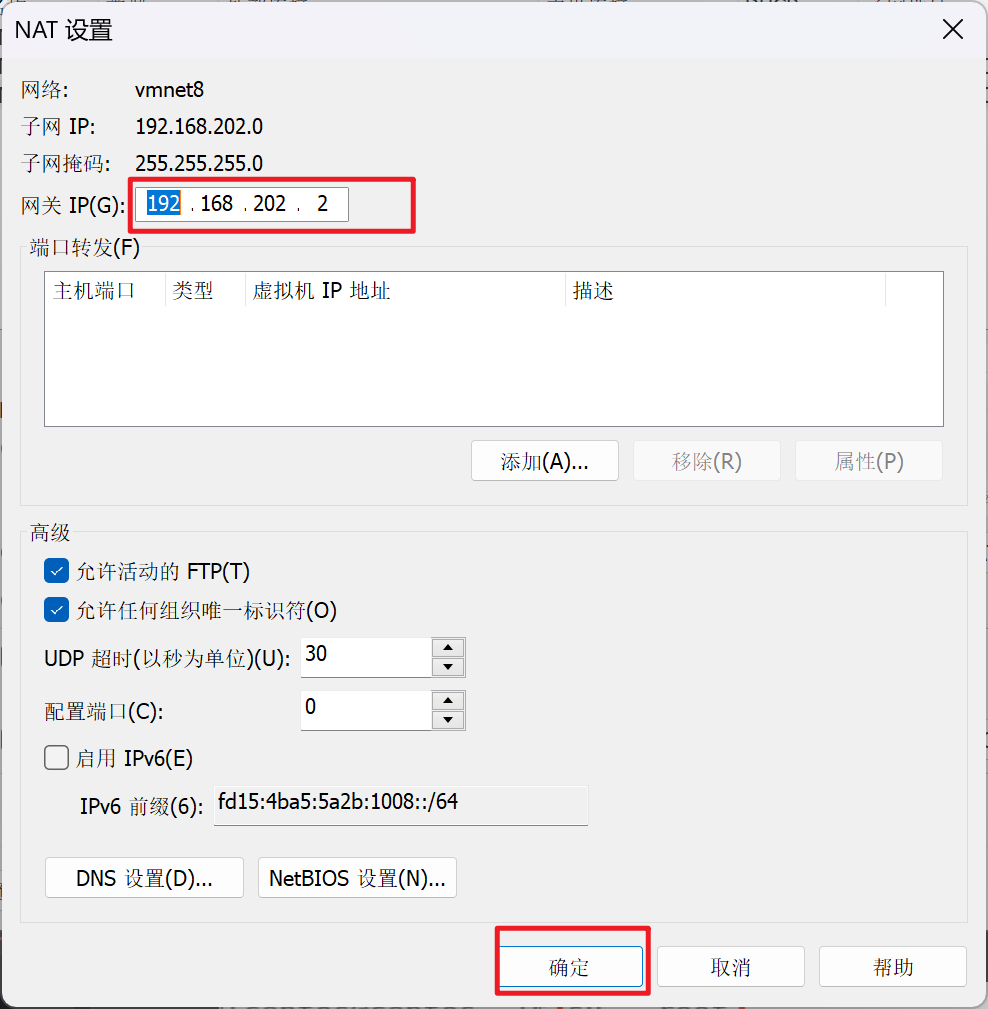 NAT 设置
网络: vmnet8
子网 IP: 192.168.202.0
子网掩码: 255.255.255.0
网关 IP(G): 192 . 168 . 202 . 2
端口转发(F)
主机端口 类型 虚拟机 IP 地址 描述
添加(A)... 移除(R) 属性(P)
高级
允许活动的 FTP(T)
允许任何组织唯一标识符(O)
UDP 超时(以秒为单位)(U): 30
配置端口(C): 0
启用 IPv6(E)
IPv6 前缀(6): fd15:4ba5:5a2b:1008::/64
DNS 设置(D)... NetBIOS 设置(N)...
确定 取消 帮助